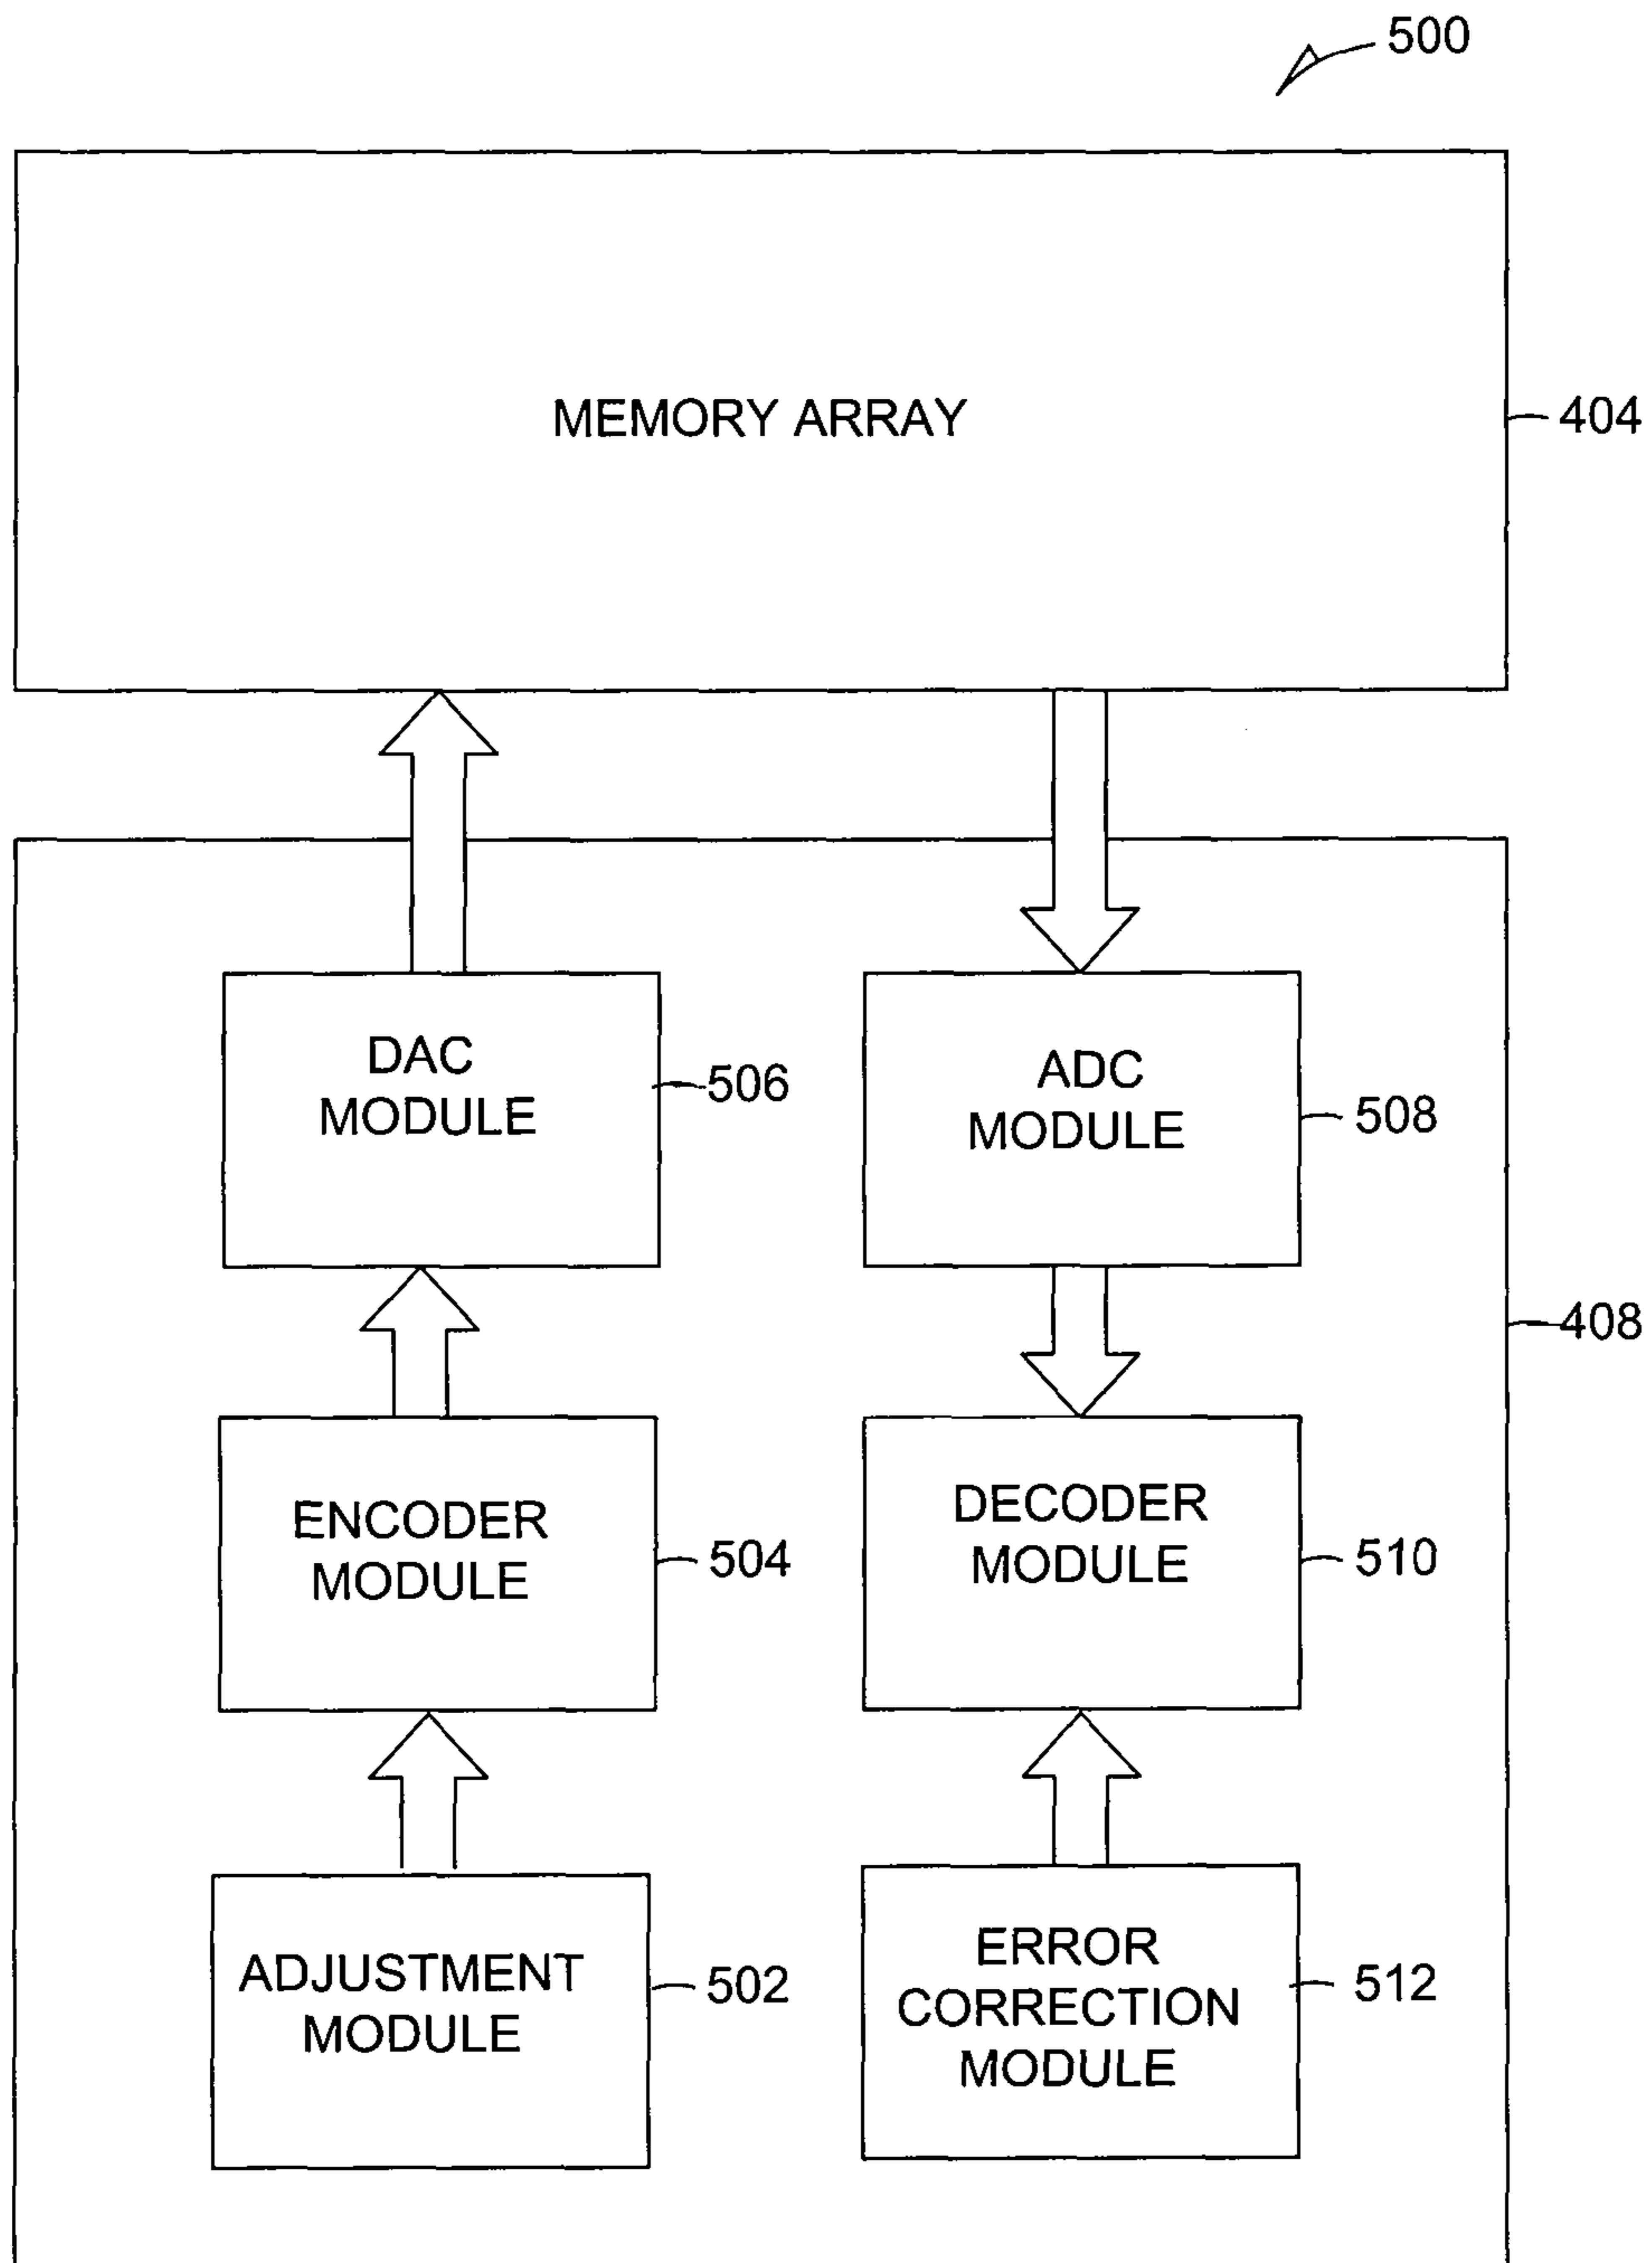 500
MEMORY ARRAY
404
DAC
MODULE
506
ADC
MODULE
508
408
ENCODER
MODULE
504
DECODER
MODULE
510
ADJUSTMENT
MODULE
502
ERROR
CORRECTION
MODULE
512